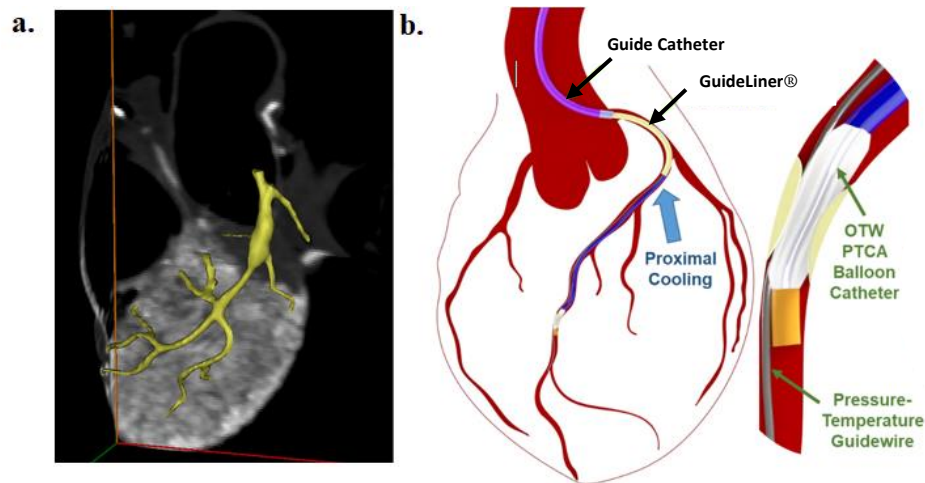 a.
b.
Guide Catheter
GuideLiner®
Proximal
Cooling
OTW
PTCA
Balloon
Catheter
Pressure-
Temperature
Guidewire